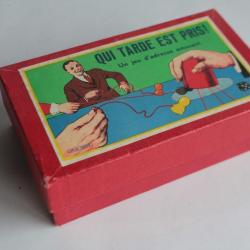 QUI TARDE EST PRIS!
Un jeu d'adresse amusant.